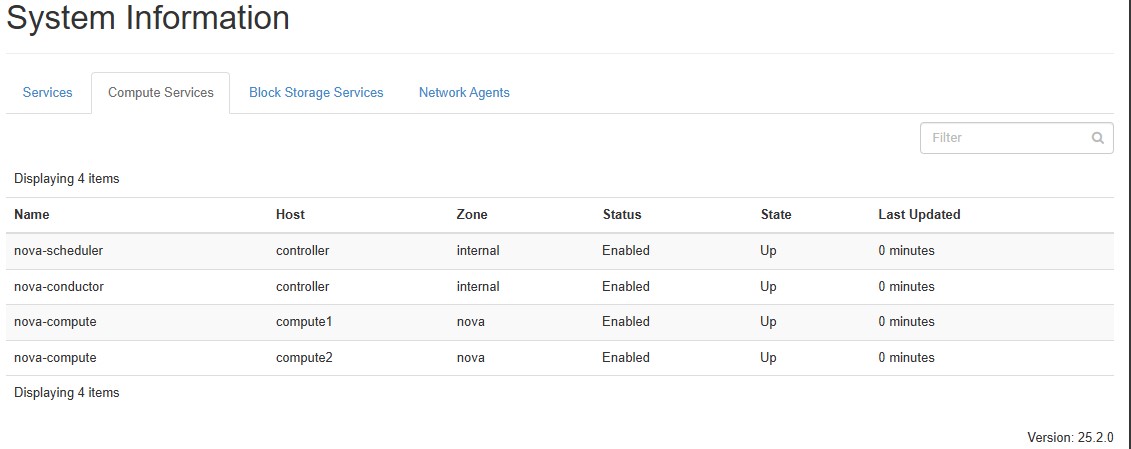 System Information
Services Compute Services Block Storage Services Network Agents
Filter
Displaying 4 items
Name Host Zone Status State Last Updated
nova-scheduler controller internal Enabled Up 0 minutes
nova-conductor controller internal Enabled Up 0 minutes
nova-compute compute1 nova Enabled Up 0 minutes
nova-compute compute2 nova Enabled Up 0 minutes
Displaying 4 items
Version: 25.2.0